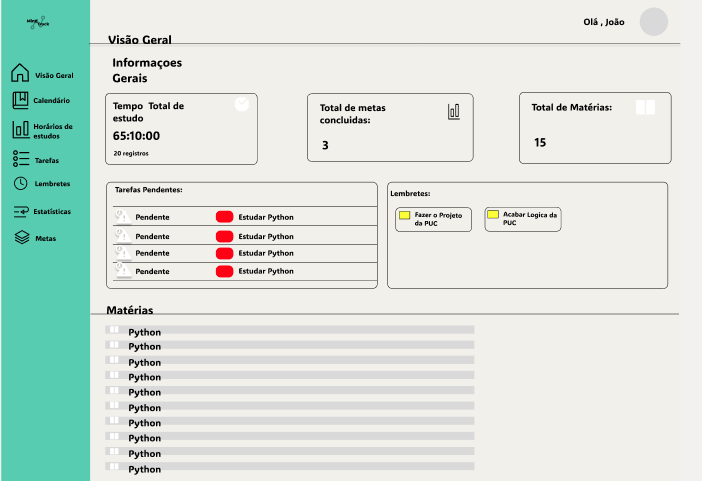 Olá , João
Visão Geral
Informaçoes
Gerais
Visão Geral
Calendário
Horários de
estudos
Tarefas
Lembretes
Estatísticas
Metas
Tempo Total de
estudo
65:10:00
20 registros
Total de metas
concluidas:
3
Total de Matérias:
15
Tarefas Pendentes:
Pendente Estudar Python
Pendente Estudar Python
Pendente Estudar Python
Pendente Estudar Python
Lembretes:
Fazer o Projeto
da PUC
Acabar Logica da
PUC
Matérias
Python
Python
Python
Python
Python
Python
Python
Python
Python
Python